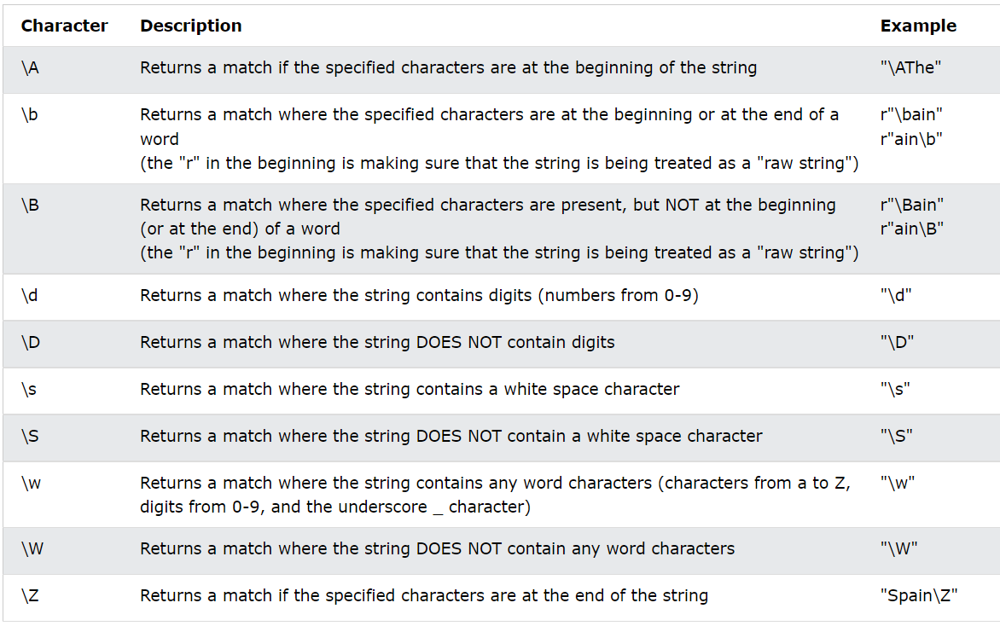 Character Description Example
\A Returns a match if the specified characters are at the beginning of the string "\AThe"
\b Returns a match where the specified characters are at the beginning or at the end of a r"\bain"
word r"ain\b"
(the "r" in the beginning is making sure that the string is being treated as a "raw string")
\B Returns a match where the specified characters are present, but NOT at the beginning r"\Bain"
(or at the end) of a word r"ain\B"
(the "r" in the beginning is making sure that the string is being treated as a "raw string")
\d Returns a match where the string contains digits (numbers from 0-9) "\d"
\D Returns a match where the string DOES NOT contain digits "\D"
\s Returns a match where the string contains a white space character "\s"
\S Returns a match where the string DOES NOT contain a white space character "\S"
\w Returns a match where the string contains any word characters (characters from a to Z, "\w"
digits from 0-9, and the underscore _ character)
\W Returns a match where the string DOES NOT contain any word characters "\W"
\Z Returns a match if the specified characters are at the end of the string "Spain\Z"